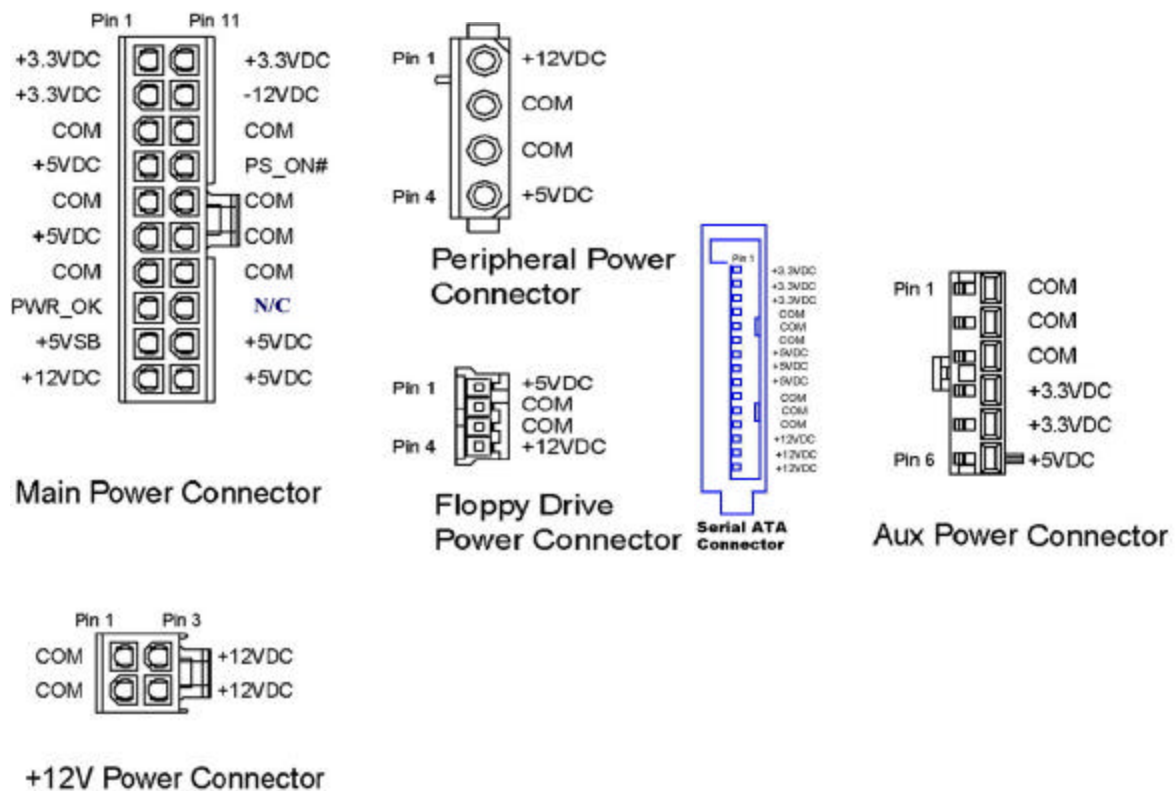 Pin 1 Pin 11
+3.3VDC +3.3VDC
+3.3VDC -12VDC
COM COM
+5VDC PS_ON#
COM COM
+5VDC COM
COM COM
PWR_OK N/C
+5VSB +5VDC
+12VDC +5VDC
Main Power Connector
Pin 1 +12VDC
COM
COM
Pin 4 +5VDC
Peripheral Power
Connector
Pin 1 +5VDC
COM
COM
Pin 4 +12VDC
Floppy Drive
Power Connector
Pin 1
+3.3VDC
+3.3VDC
+3.3VDC
COM
COM
COM
+5VDC
+5VDC
+5VDC
COM
COM
COM
+12VDC
+12VDC
+12VDC
Serial ATA
Connector
Pin 1 COM
COM
COM
+3.3VDC
+3.3VDC
Pin 6 +5VDC
Aux Power Connector
Pin 1 Pin 3
COM +12VDC
COM +12VDC
+12V Power Connector